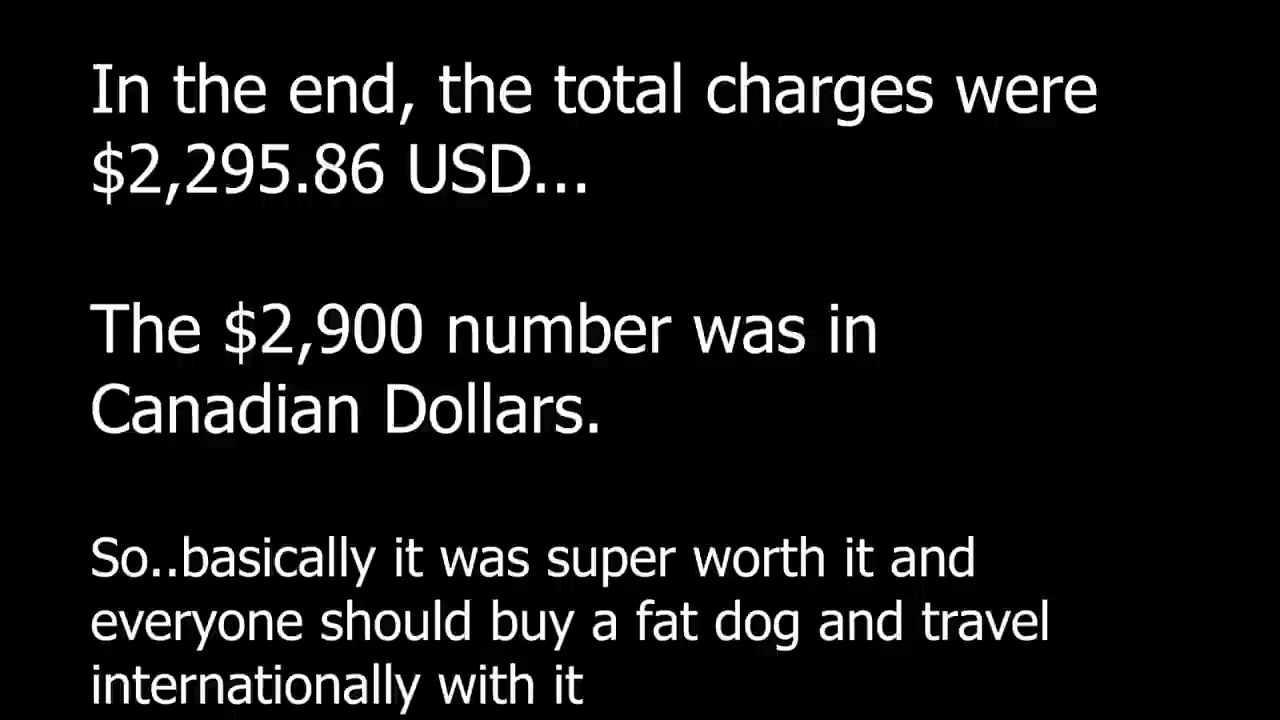 In the end, the total charges were
$2,295.86 USD...
The $2,900 number was in
Canadian Dollars.
So..basically it was super worth it and
everyone should buy a fat dog and travel
internationally with it